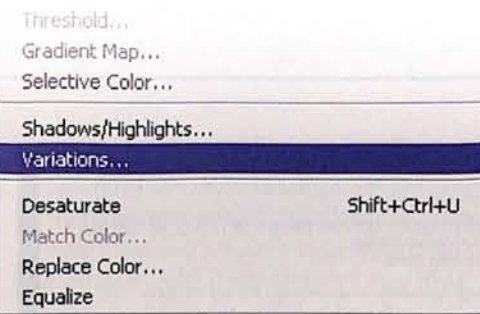 Threshold...
Gradient Map...
Selective Color...
Shadows/Highlights...
Variations...
Desaturate Shift+Ctrl+U
Match Color...
Replace Color...
Equalize